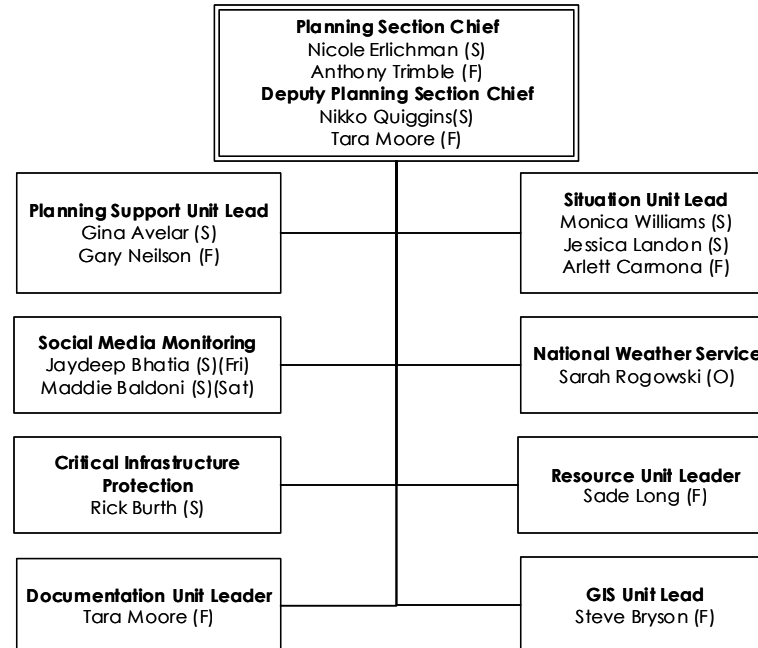 Planning Section Chief
Nicole Erlichman (S)
Anthony Trimble (F)
Deputy Planning Section Chief
Nikko Quiggins(S)
Tara Moore (F)
Planning Support Unit Lead
Gina Avelar (S)
Gary Neilson (F)
Situation Unit Lead
Monica Williams (S)
Jessica Landon (S)
Arlett Carmona (F)
Social Media Monitoring
Jaydeep Bhatia (S)(Fri)
Maddie Baldoni (S)(Sat)
National Weather Service
Sarah Rogowski (O)
Critical Infrastructure
Protection
Rick Burth (S)
Resource Unit Leader
Sade Long (F)
Documentation Unit Leader
Tara Moore (F)
GIS Unit Lead
Steve Bryson (F)